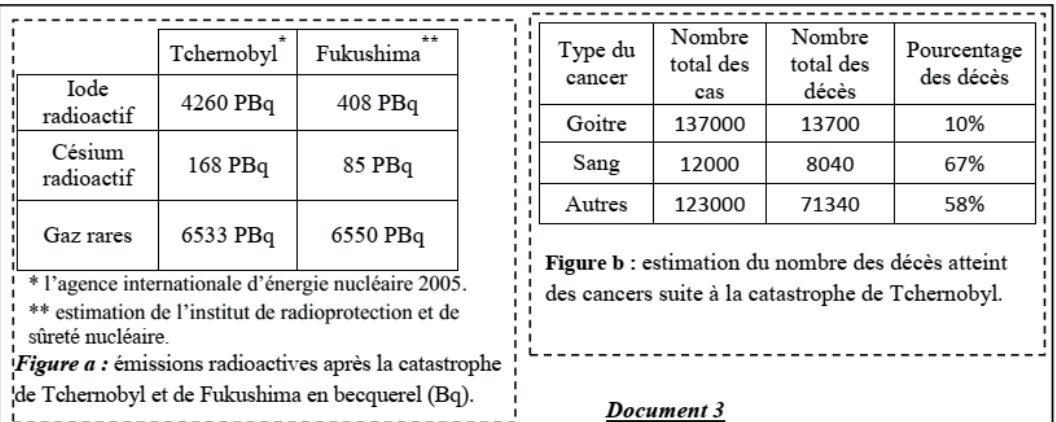 Tchernobyl* Fukushima**
Iode radioactif 4260 PBq 408 PBq
Césium radioactif 168 PBq 85 PBq
Gaz rares 6533 PBq 6550 PBq
* l’agence internationale d’énergie nucléaire 2005.
** estimation de l’institut de radioprotection et de
sûreté nucléaire.
Figure a : émissions radioactives après la catastrophe
de Tchernobyl et de Fukushima en becquerel (Bq).
Type du cancer Nombre total des cas Nombre total des décès Pourcentage des décès
Goitre 137000 13700 10%
Sang 12000 8040 67%
Autres 123000 71340 58%
Figure b : estimation du nombre des décès atteint
des cancers suite à la catastrophe de Tchernobyl.
Document 3